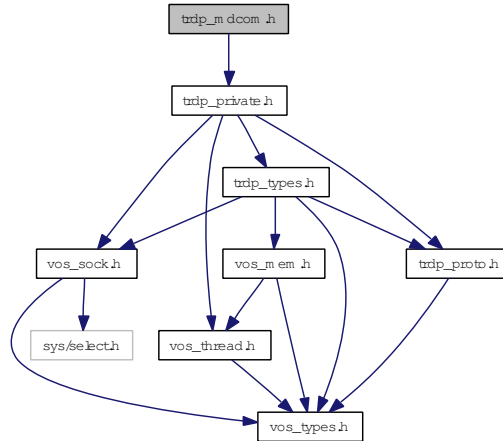 trdp_mdcom.h
trdp_private.h
trdp_types.h
vos_sock.h
vos_mem.h
trdp_proto.h
sys/select.h
vos_thread.h
vos_types.h